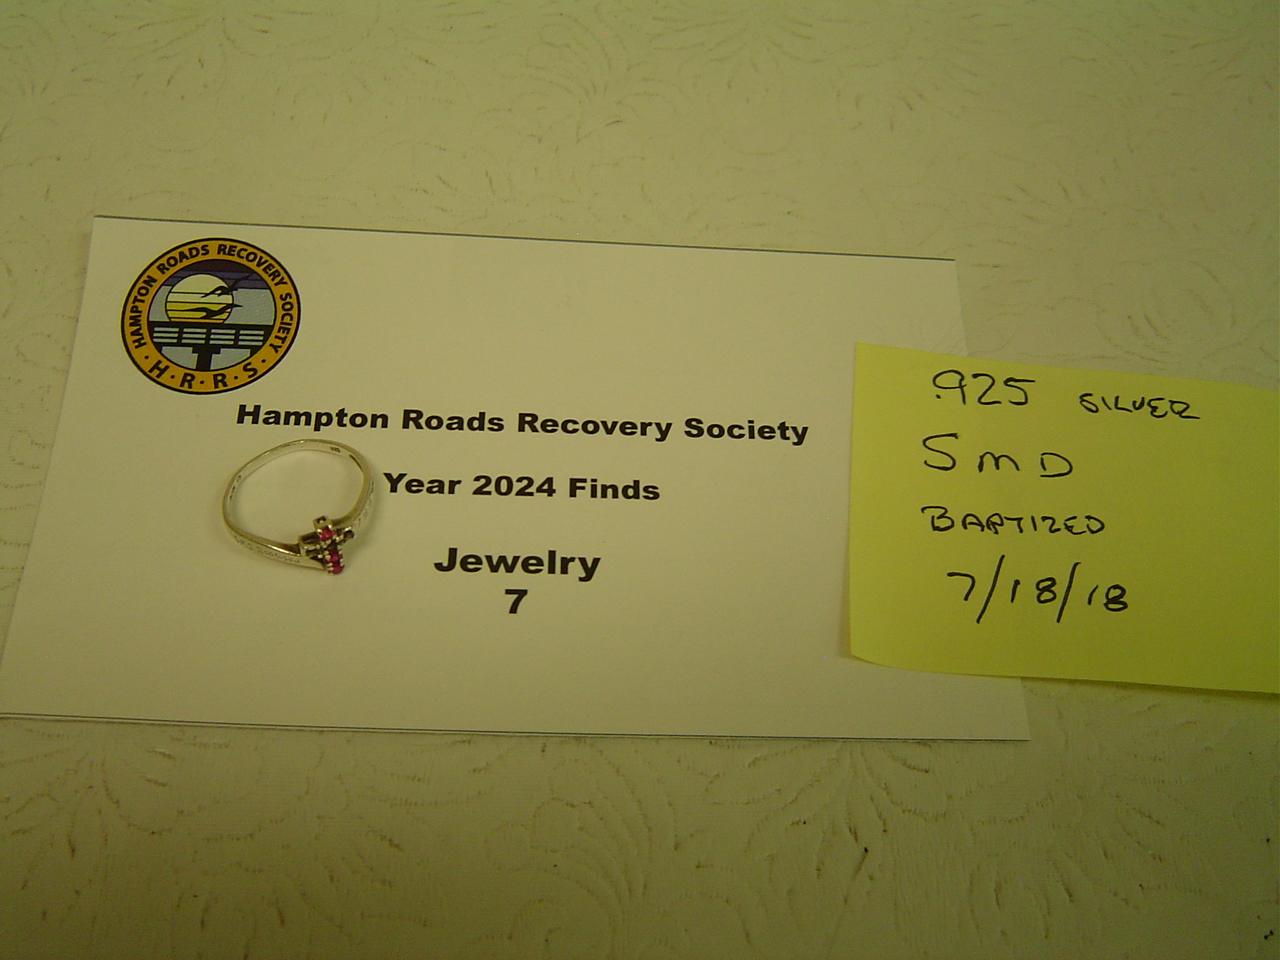 HAMPTON ROADS RECOVERY SOCIETY
· H · R · R · S ·
Hampton Roads Recovery Society
Year 2024 Finds
Jewelry
7
.925 SILVER
SMD
BAPTIZED
7/18/18